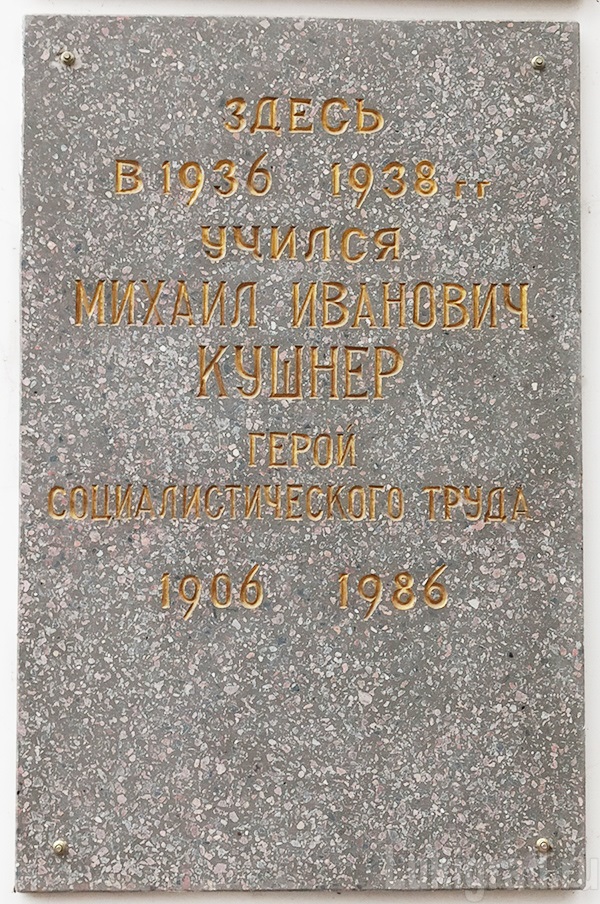 ЗДЕСЬ
В 1936 1938 гг
УЧИЛСЯ
МИХАИЛ ИВАНОВИЧ
КУШНЕР
ГЕРОЙ
СОЦИАЛИСТИЧЕСКОГО ТРУДА
1906 1986